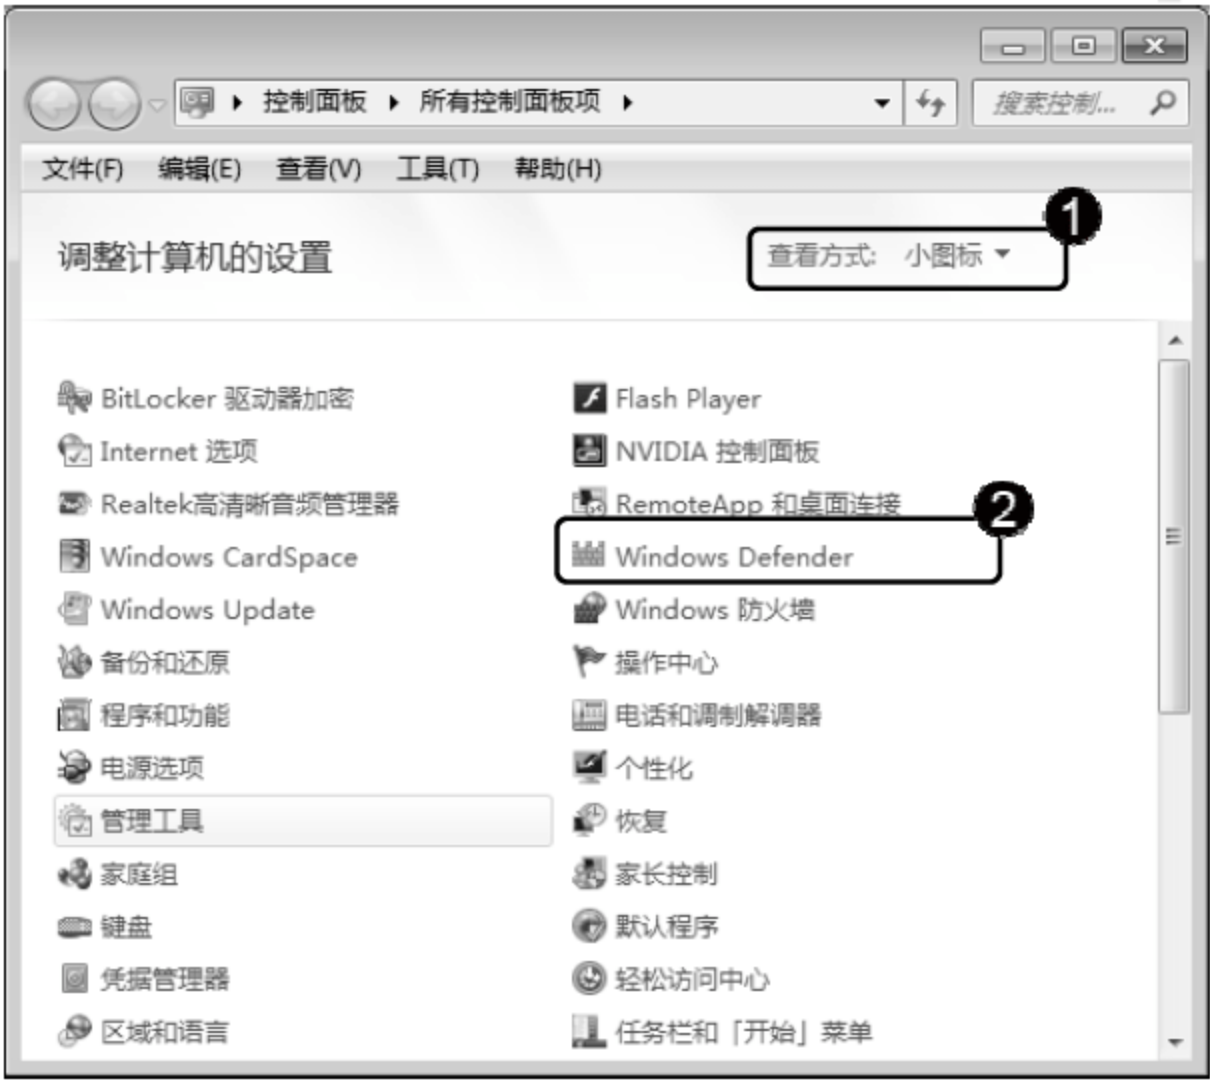 控制面板 所有控制面板项 搜索控制...
文件(F) 编辑(E) 查看(V) 工具(T) 帮助(H)
1
调整计算机的设置 查看方式: 小图标
BitLocker 驱动器加密 Flash Player
Internet 选项 NVIDIA 控制面板
Realtek高清晰音频管理器 RemoteApp 和桌面连接
2
Windows CardSpace Windows Defender
Windows Update Windows 防火墙
备份和还原 操作中心
程序和功能 电话和调制解调器
电源选项 个性化
管理工具 恢复
家庭组 家长控制
键盘 默认程序
凭据管理器 轻松访问中心
区域和语言 任务栏和「开始」菜单